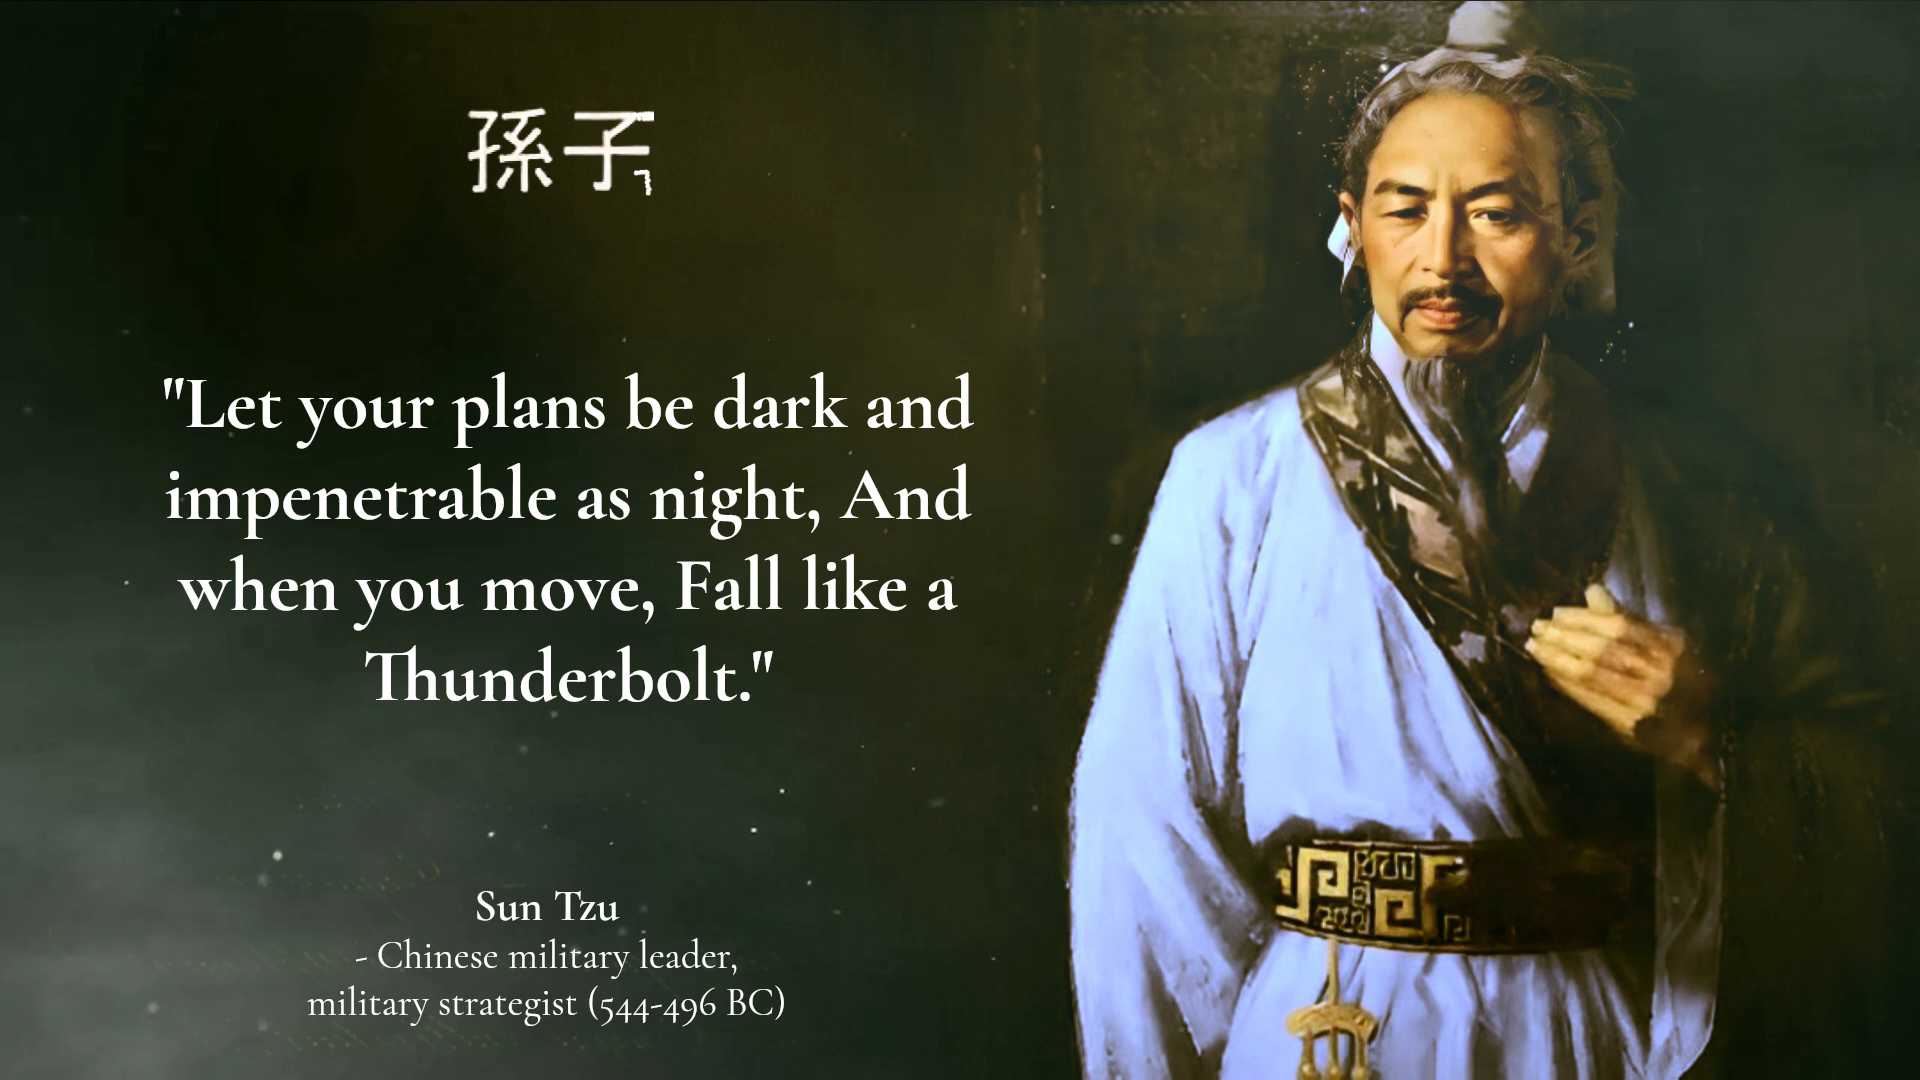 孫子
"Let your plans be dark and
impenetrable as night, And
when you move, Fall like a
Thunderbolt."
Sun Tzu
- Chinese military leader,
military strategist (544-496 BC)